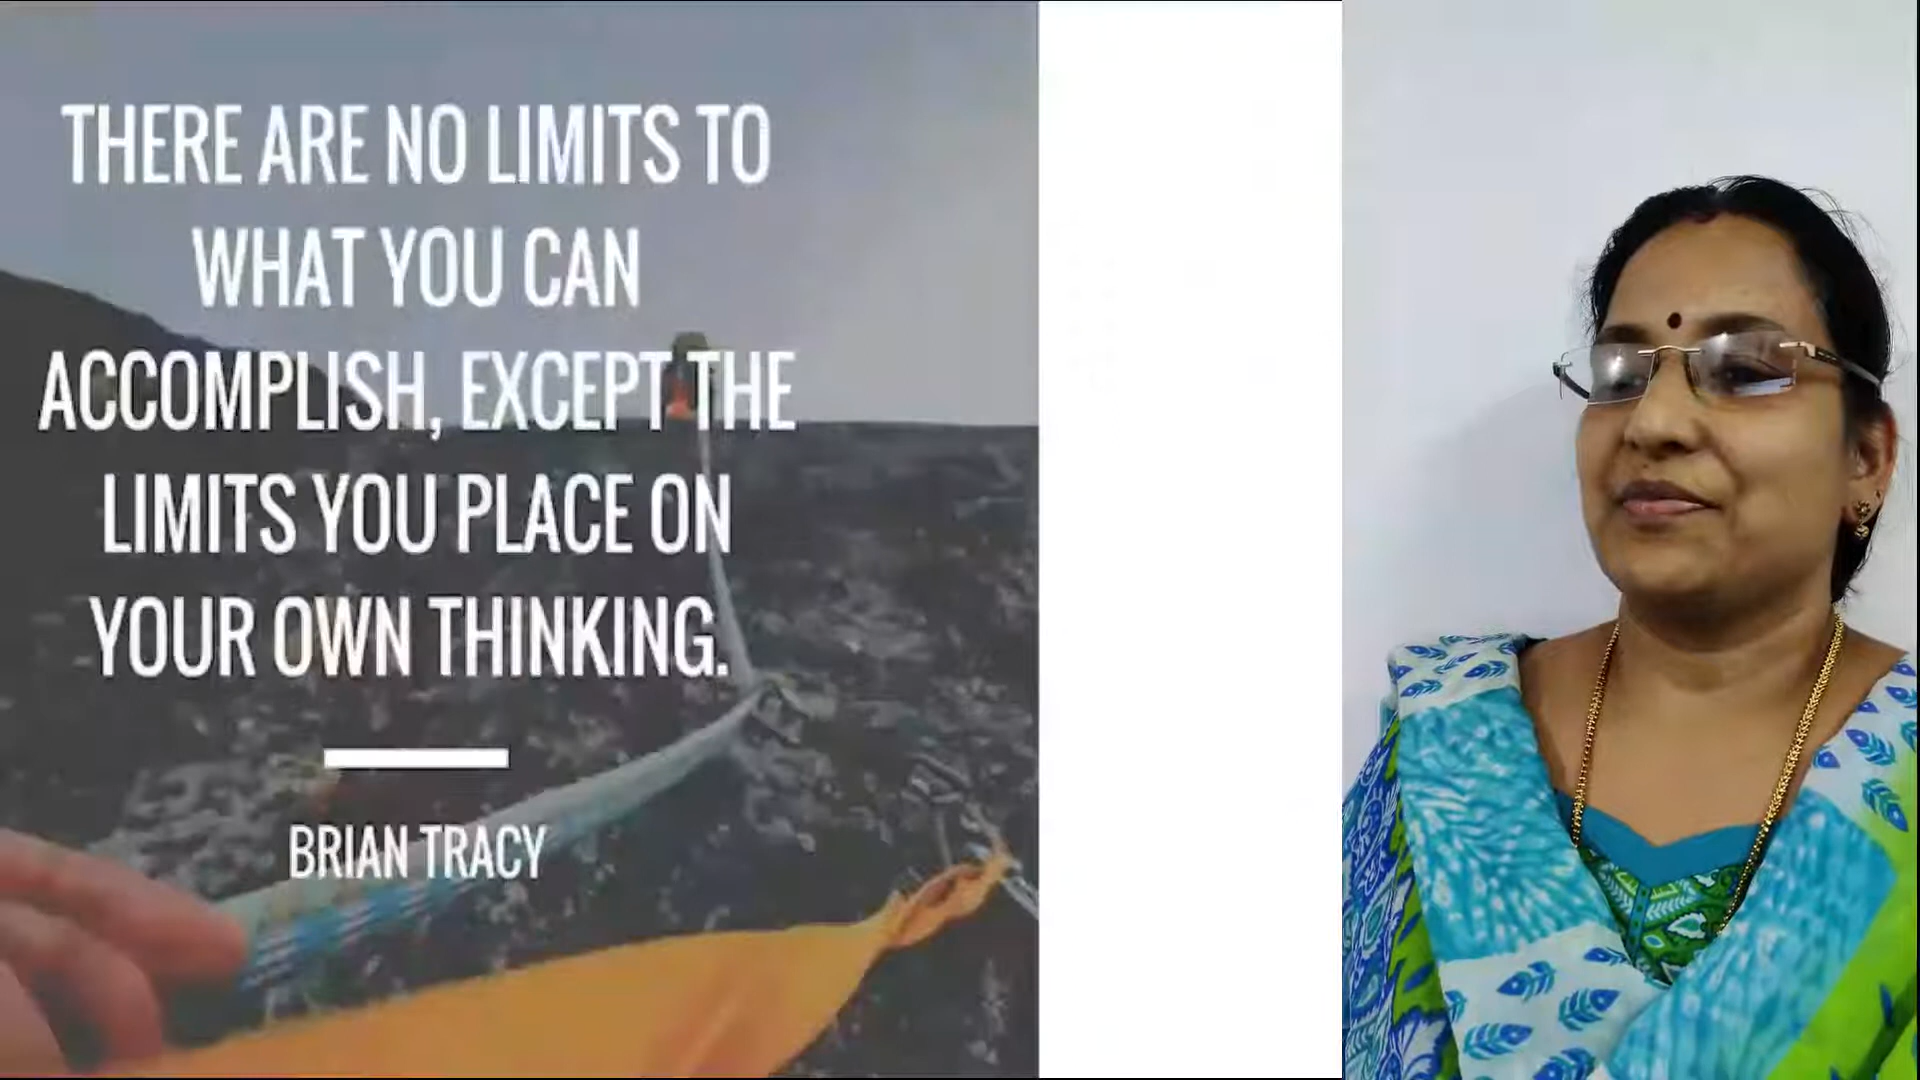 THERE ARE NO LIMITS TO
WHAT YOU CAN
ACCOMPLISH, EXCEPT THE
LIMITS YOU PLACE ON
YOUR OWN THINKING.
BRIAN TRACY